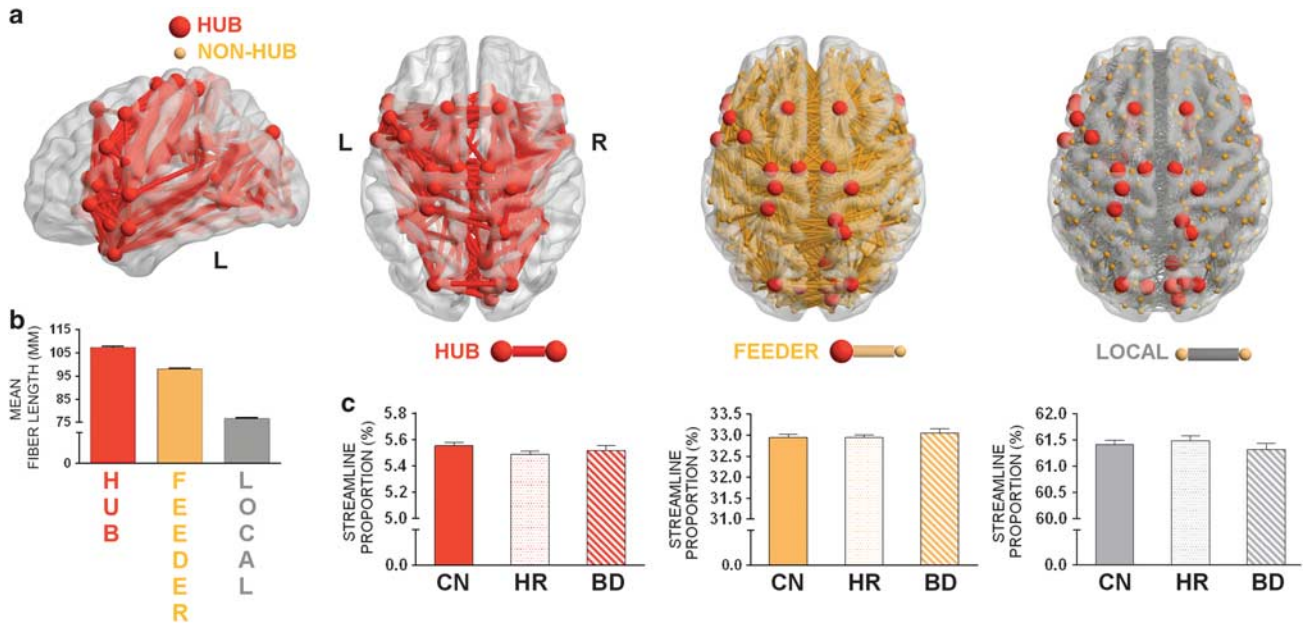 a
HUB
NON-HUB
L
L
R
HUB
FEEDER
LOCAL
b
MEAN
FIBER LENGTH (MM)
115
105
95
85
75
0
HUB
FEEDER
LOCAL
c
STREAMLINE
PROPORTION (%)
5.8
5.6
5.4
5.2
5.0
0.0
CN HR BD
STREAMLINE
PROPORTION (%)
33.5
33.0
32.5
32.0
31.5
31.0
0.0
CN HR BD
STREAMLINE
PROPORTION (%)
62.0
61.5
61.0
60.5
60.0
0.0
CN HR BD